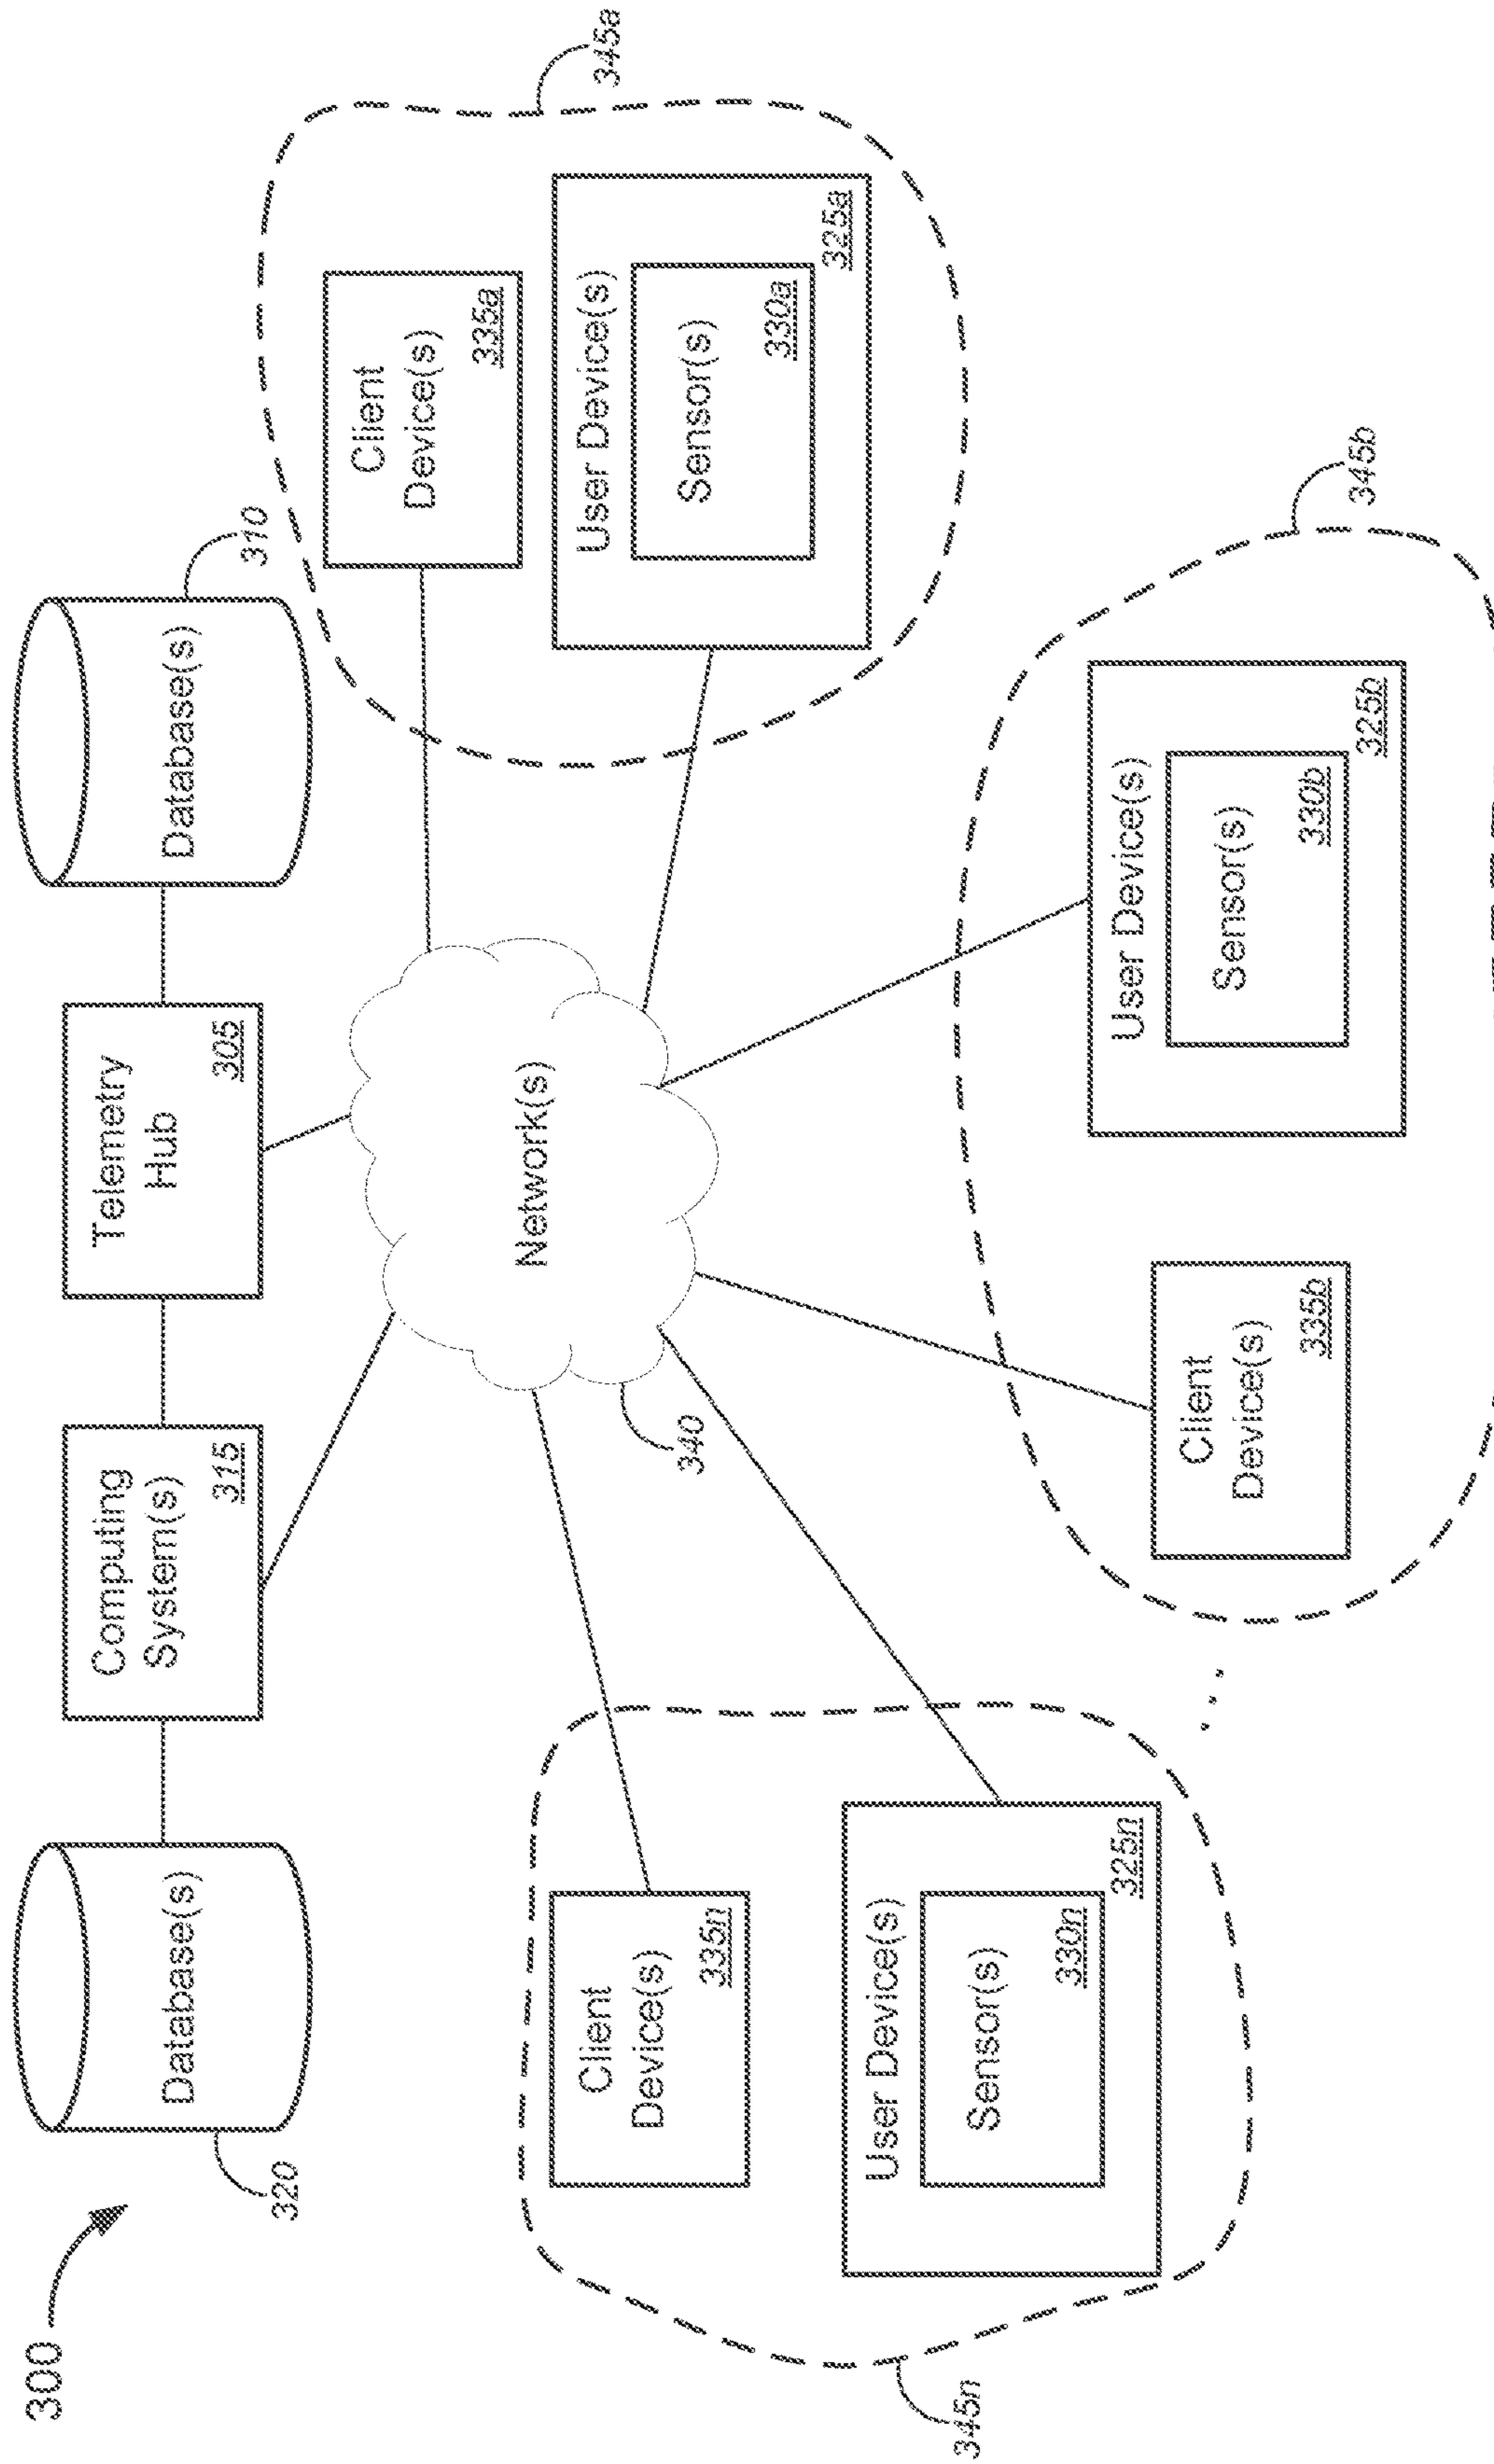 300
Database(s)
320
Computing
System(s)
315
Telemetry
Hub
305
Database(s)
310
Network(s)
340
Client
Device(s)
335a
User Device(s)
Sensor(s)
330a
325a
345a
Client
Device(s)
335n
User Device(s)
Sensor(s)
330n
325n
345n
. . .
Client
Device(s)
335b
User Device(s)
Sensor(s)
330b
325b
345b